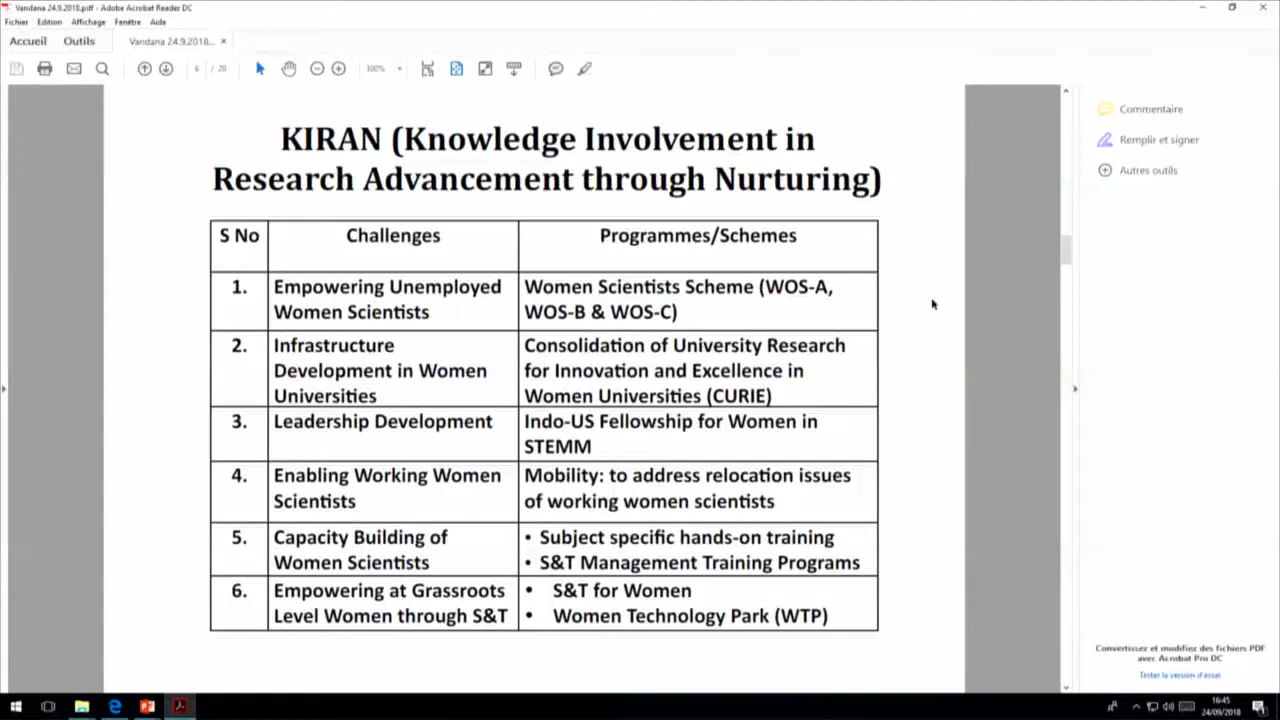 Vandana 24.9.2018.pdf - Adobe Acrobat Reader DC
Fichier Edition Affichage Fenêtre Aide
Accueil Outils Vandana 24.9.2018... ×
6 / 20 100%
KIRAN (Knowledge Involvement in
Research Advancement through Nurturing)
S No Challenges Programmes/Schemes
1. Empowering Unemployed Women Scientists Women Scientists Scheme (WOS-A, WOS-B & WOS-C)
2. Infrastructure Development in Women Universities Consolidation of University Research for Innovation and Excellence in Women Universities (CURIE)
3. Leadership Development Indo-US Fellowship for Women in STEMM
4. Enabling Working Women Scientists Mobility: to address relocation issues of working women scientists
5. Capacity Building of Women Scientists • Subject specific hands-on training
• S&T Management Training Programs
6. Empowering at Grassroots Level Women through S&T • S&T for Women
• Women Technology Park (WTP)
Commentaire
Remplir et signer
Autres outils
Convertissez et modifiez des fichiers PDF
avec Acrobat Pro DC
Tester la version d'essai
16:45
24/09/2018